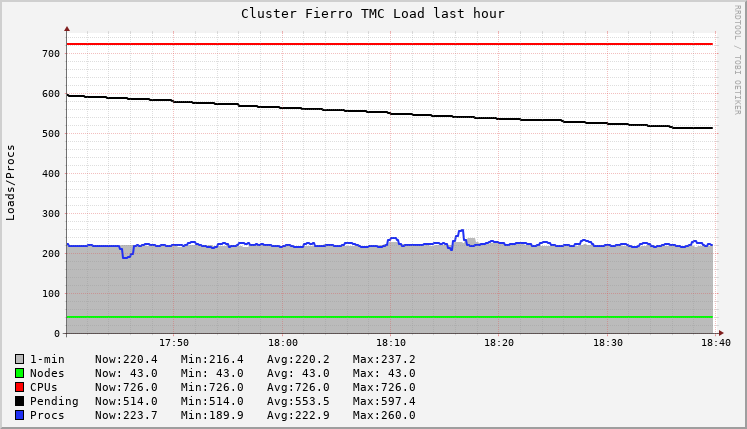 Cluster Fierro TMC Load last hour
RRDTOOL / TOBI OETIKER
Loads/Procs
700
600
500
400
300
200
100
0
17:50 18:00 18:10 18:20 18:30 18:40
1-min Now:220.4 Min:216.4 Avg:220.2 Max:237.2
Nodes Now: 43.0 Min: 43.0 Avg: 43.0 Max: 43.0
CPUs Now:726.0 Min:726.0 Avg:726.0 Max:726.0
Pending Now:514.0 Min:514.0 Avg:553.5 Max:597.4
Procs Now:223.7 Min:189.9 Avg:222.9 Max:260.0